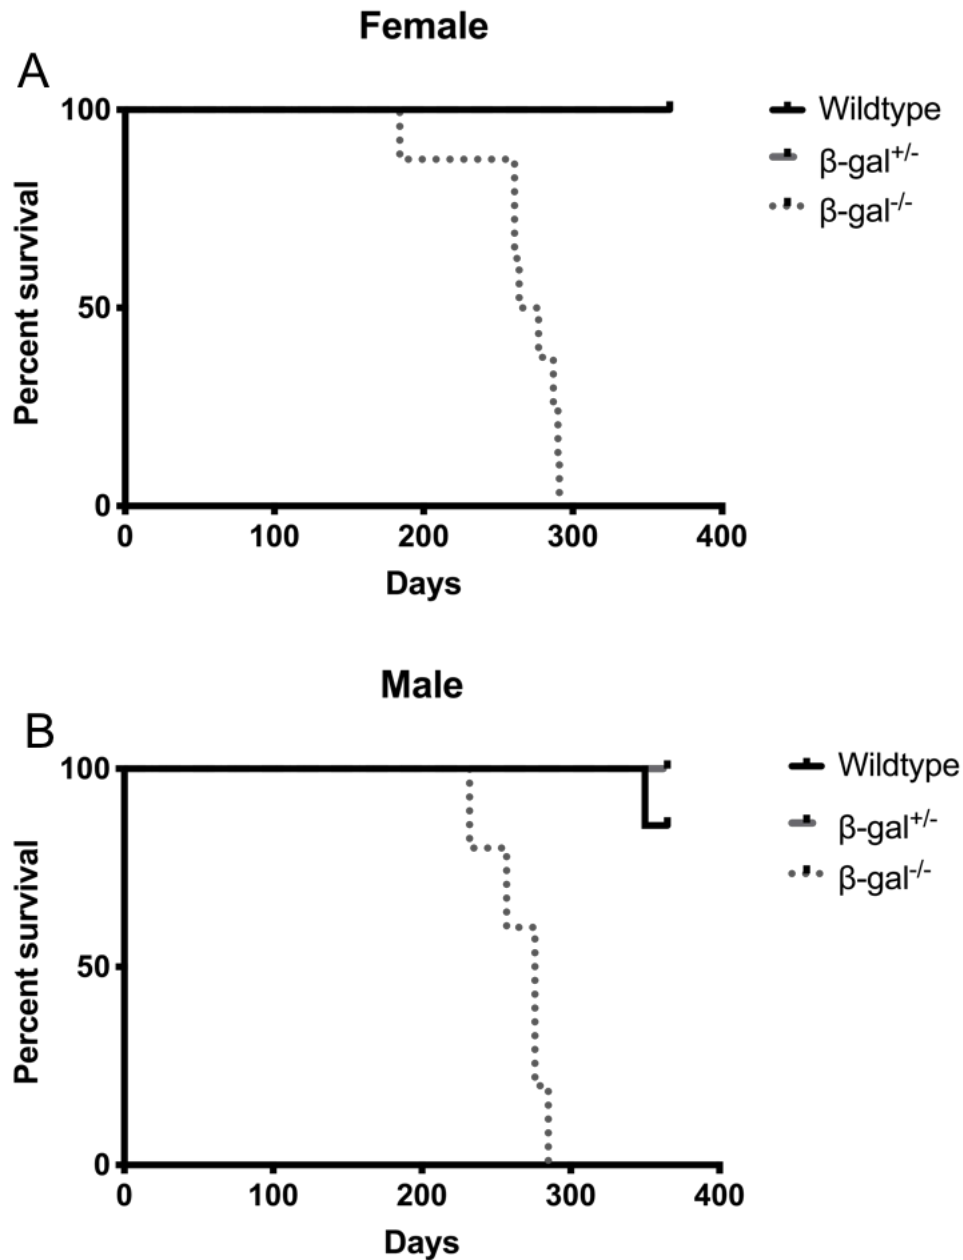 Female
A
100
50
0
Percent survival
0 100 200 300 400
Days
Wildtype
β-gal+/-
β-gal-/-
Male
B
100
50
0
Percent survival
0 100 200 300 400
Days
Wildtype
β-gal+/-
β-gal-/-